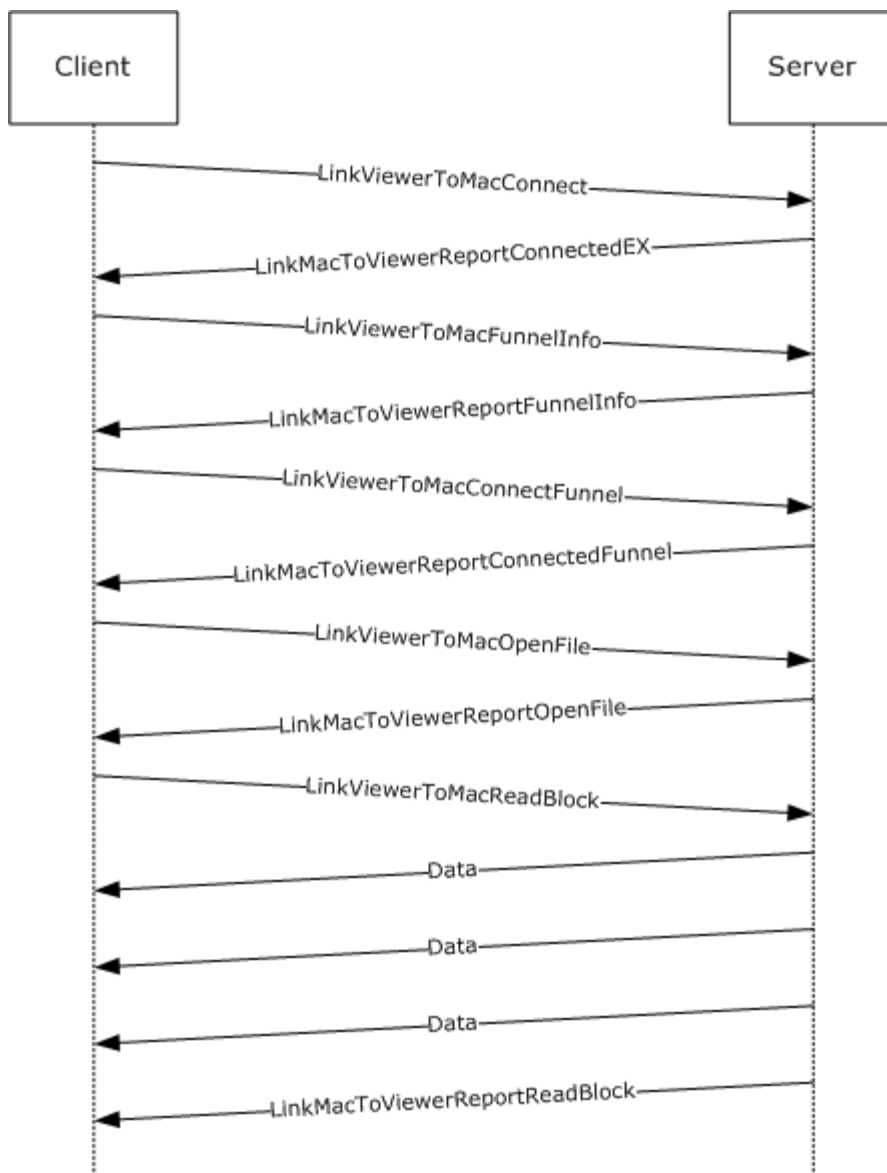 Client
Server
LinkViewerToMacConnect
LinkMacToViewerReportConnectedEX
LinkViewerToMacFunnelInfo
LinkMacToViewerReportFunnelInfo
LinkViewerToMacConnectFunnel
LinkMacToViewerReportConnectedFunnel
LinkViewerToMacOpenFile
LinkMacToViewerReportOpenFile
LinkViewerToMacReadBlock
Data
Data
Data
LinkMacToViewerReportReadBlock